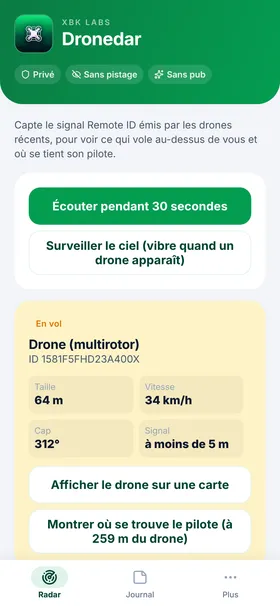 XBK LABS
Dronedar
Privé
Sans pistage
Sans pub
Capte le signal Remote ID émis par les drones
récents, pour voir ce qui vole au-dessus de vous et
où se tient son pilote.
Écouter pendant 30 secondes
Surveiller le ciel (vibre quand un
drone apparaît)
En vol
Drone (multirotor)
ID 1581F5FHD23A400X
Taille
64 m
Vitesse
34 km/h
Cap
312°
Signal
à moins de 5 m
Afficher le drone sur une carte
Montrer où se trouve le pilote (à
259 m du drone)
Radar
Journal
Plus